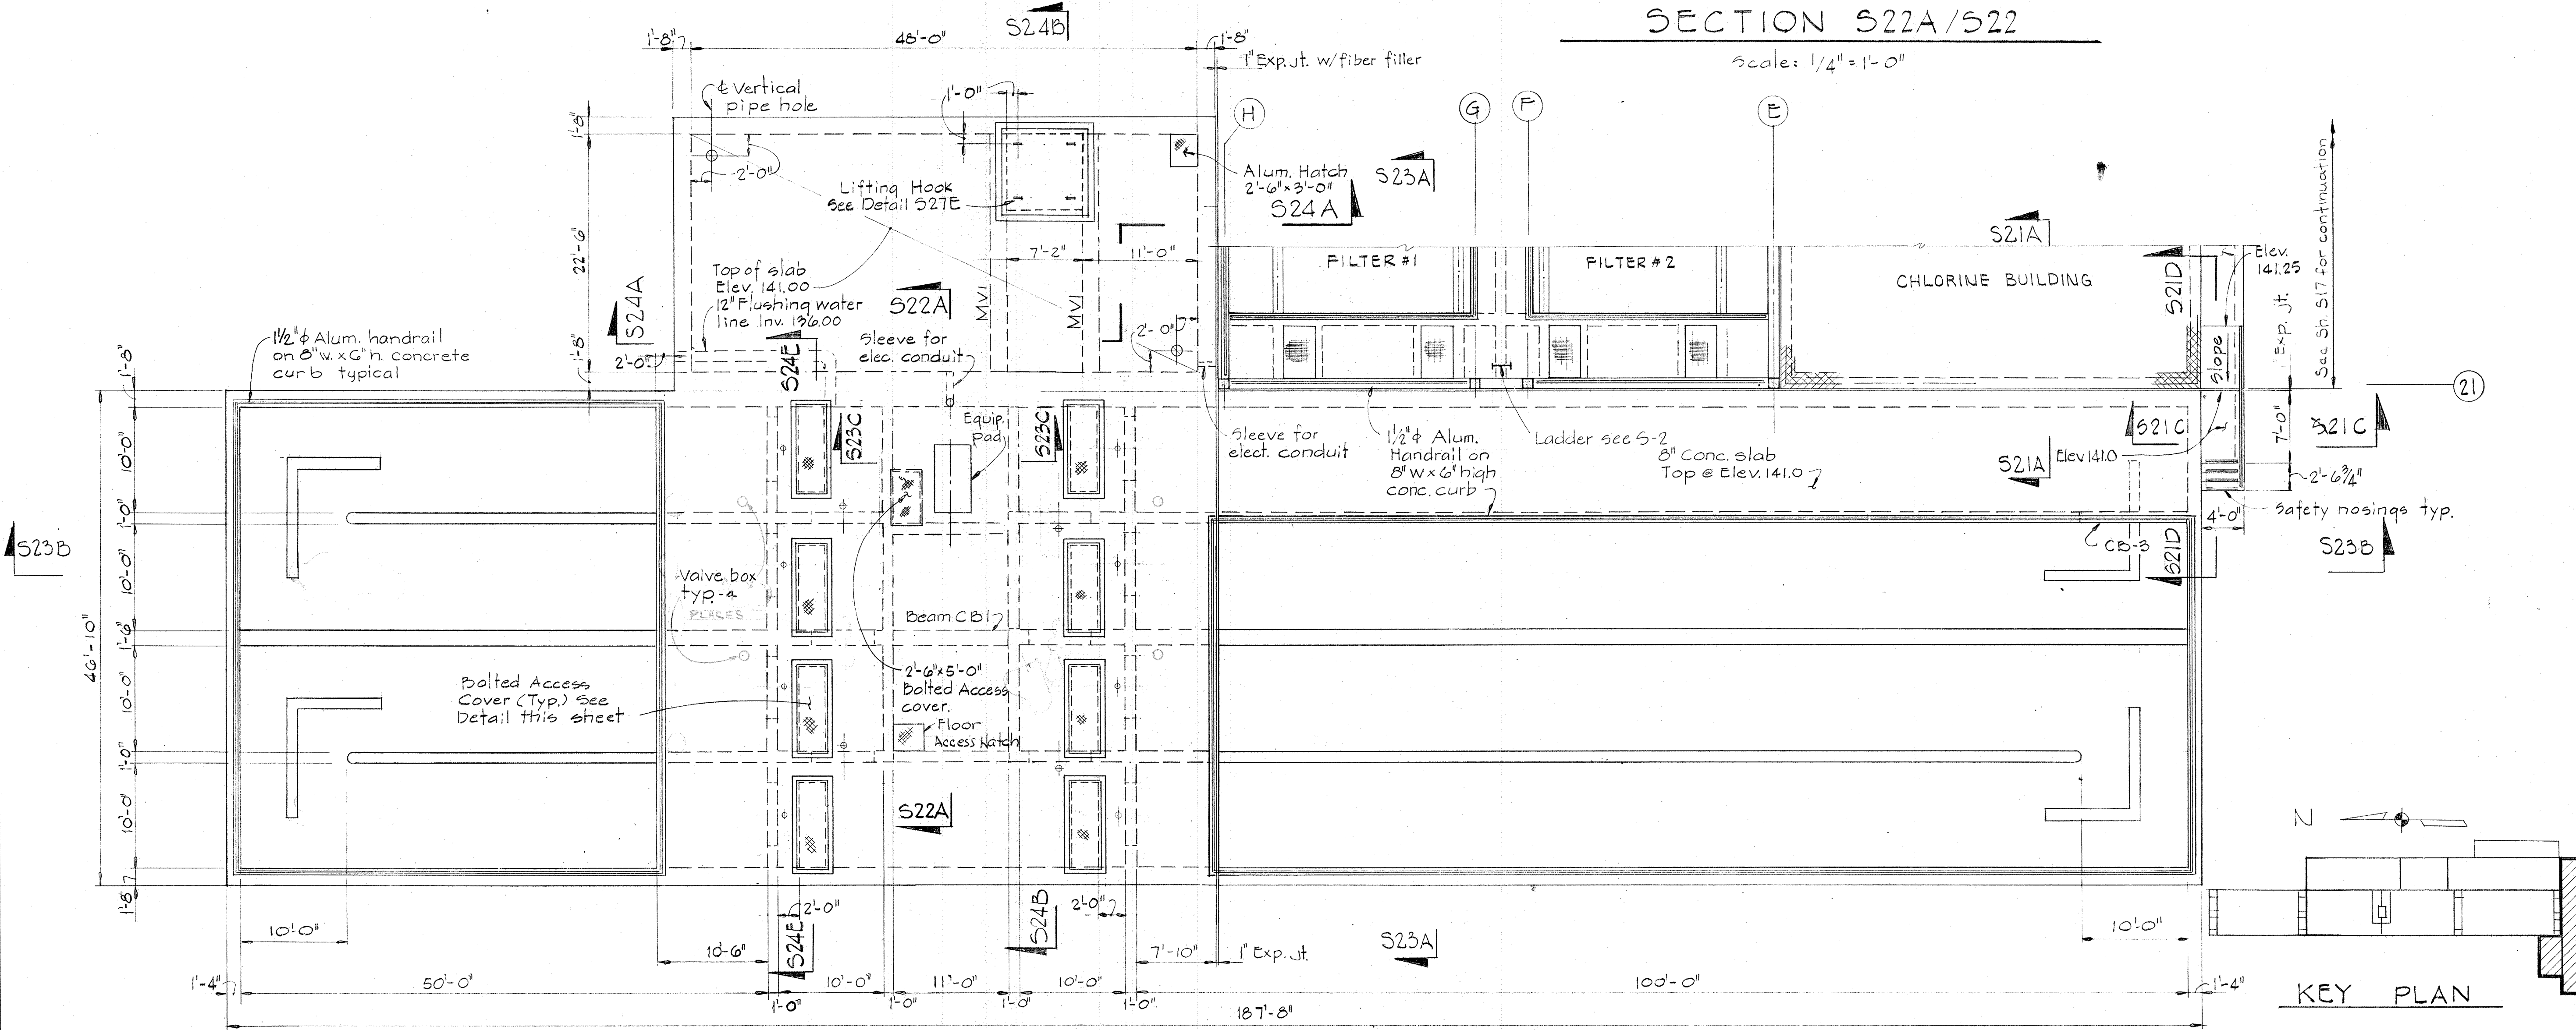 SECTION S22A/S22
Scale: 1/4" = 1'-0"
S24B
1'-8"
48'-0"
1'-8"
1" Exp. Jt. w/fiber filler
℄ Vertical
pipe hole
1'-0"
H
G
F
E
1'-8"
2'-0"
Lifting Hook
See Detail S27E
Alum. Hatch
2'-6" x 3'-0"
S23A
S24A
See Sh. S17 for continuation
22'-6"
7'-2"
11'-0"
FILTER #1
FILTER #2
S21A
CHLORINE BUILDING
S21D
Elev.
141.25
1" Exp. Jt.
Top of slab
Elev. 141.00
12" Flushing water
line Inv. 136.00
S22A
MVI
MVI
S24A
1'-8"
2'-0"
S24E
Sleeve for
elec. conduit
2'-0"
Slope
1 1/2" ϕ Alum. handrail
on 8" w. x 6" h. concrete
curb typical
1'-8"
21
Equip.
pad
S23C
S23C
Sleeve for
elect. conduit
1 1/2" ϕ Alum.
Handrail on
8" W x 6" high
conc. curb
Ladder see S-2
8" Conc. slab
Top @ Elev. 141.0
S21C
S21A
Elev 141.0
7'-0"
S21C
2'-6 3/4"
Safety nosings typ.
4'-0"
10'-0"
1'-0"
S23B
CB-3
S21D
S23B
10'-0"
Valve box
typ.-a
PLACES
46'-10"
1'-6"
Beam CB1
10'-0"
Bolted Access
Cover (Typ.) See
Detail this sheet
2'-6" x 5'-0"
Bolted Access
cover.
Floor
Access Hatch
1'-0"
10'-0"
S22A
1'-8"
N
2'-0"
S24E
S24B
2'-0"
10'-0"
10'-6"
7'-10"
1" Exp. Jt.
S23A
10'-0"
1'-4"
50'-0"
1'-0"
10'-0"
1'-0"
11'-0"
1'-0"
10'-0"
1'-0"
100'-0"
1'-4"
187'-8"
KEY PLAN